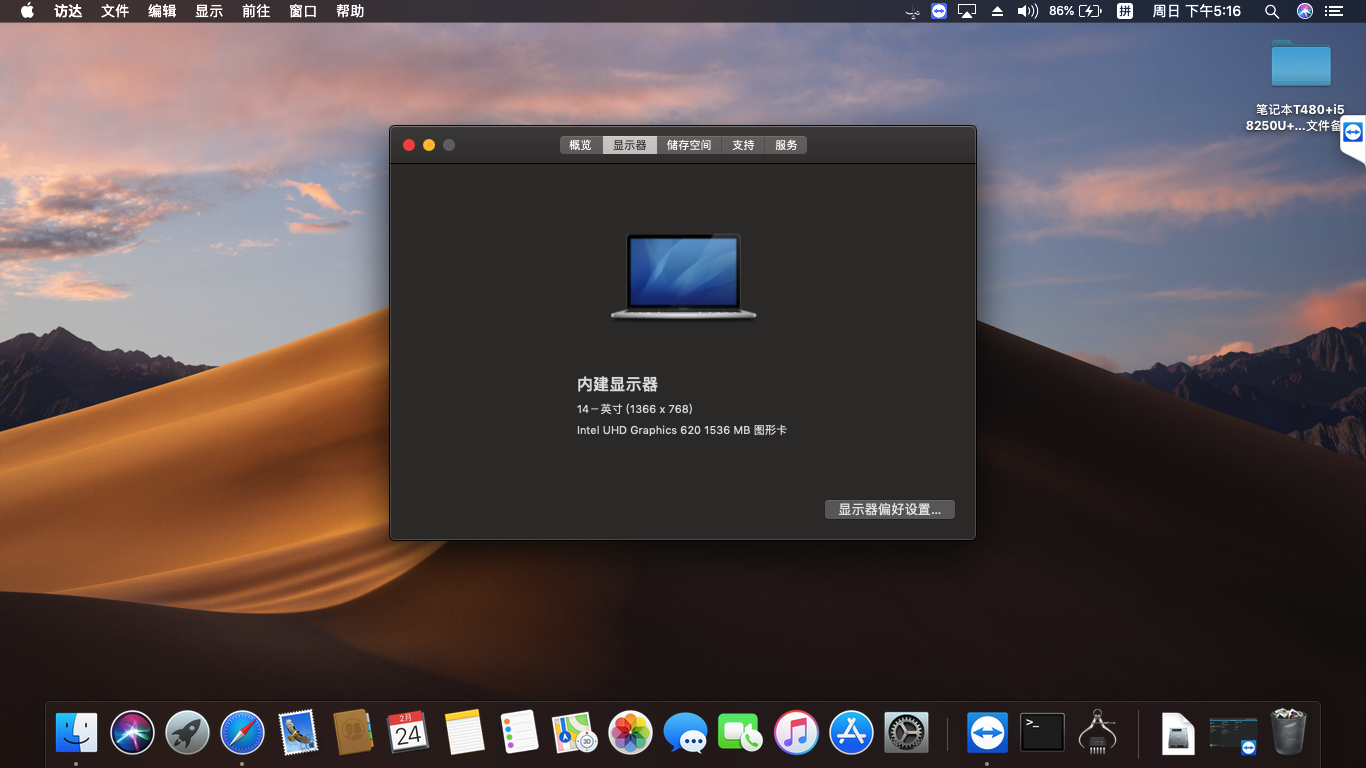 访达 文件 编辑 显示 前往 窗口 帮助
86% 拼 周日 下午5:16
笔记本T480+i5
8250U+...文件备
概览 显示器 储存空间 支持 服务
内建显示器
14－英寸 (1366 x 768)
Intel UHD Graphics 620 1536 MB 图形卡
显示器偏好设置...
2月
24
3D
>_